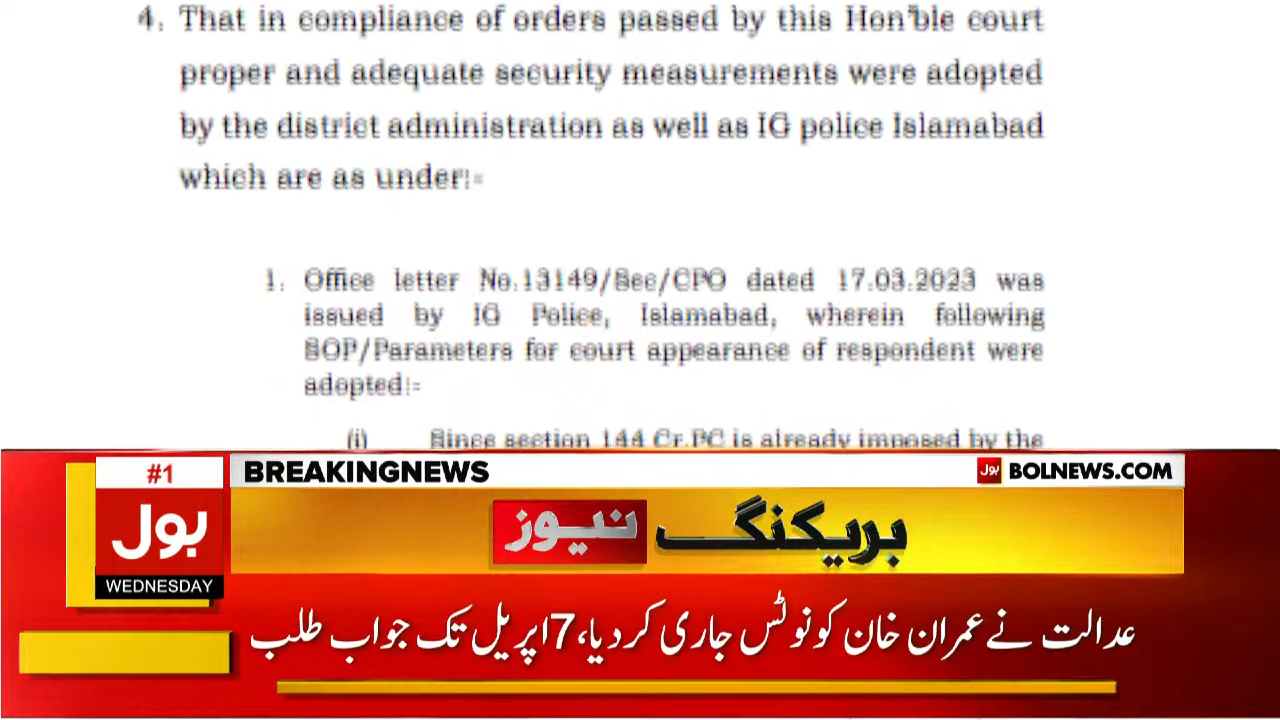 4. That in compliance of orders passed by this Hon'ble court
proper and adequate security measurements were adopted
by the district administration as well as IG police Islamabad
which are as under:-
1. Office letter No.13149/Sec/CPO dated 17.03.2023 was
issued by IG Police, Islamabad, wherein following
SOP/Parameters for court appearance of respondent were
adopted:-
(i) Since section 144 Cr.PC is already imposed by the
#1
BREAKINGNEWS
بول BOLNEWS.COM
بول
بریکنگ نیوز
WEDNESDAY
عدالت نے عمران خان کو نوٹس جاری کردیا، 7 اپریل تک جواب طلب